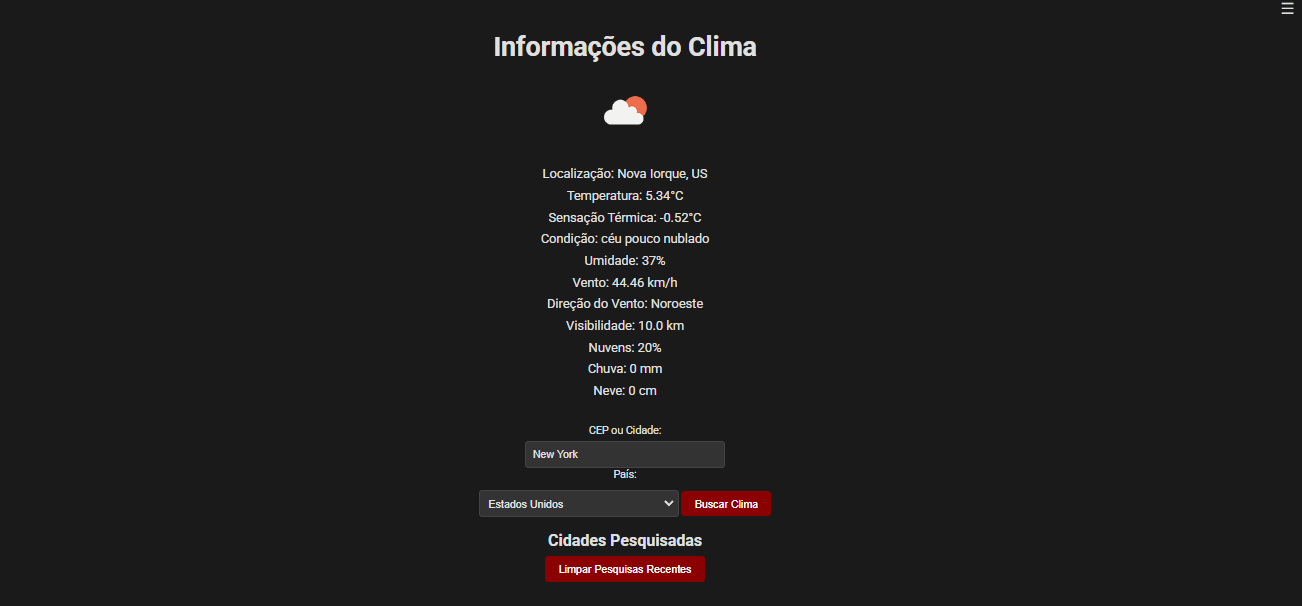 Informações do Clima
Localização: Nova Iorque, US
Temperatura: 5.34°C
Sensação Térmica: -0.52°C
Condição: céu pouco nublado
Umidade: 37%
Vento: 44.46 km/h
Direção do Vento: Noroeste
Visibilidade: 10.0 km
Nuvens: 20%
Chuva: 0 mm
Neve: 0 cm
CEP ou Cidade:
New York
País:
Estados Unidos Buscar Clima
Cidades Pesquisadas
Limpar Pesquisas Recentes